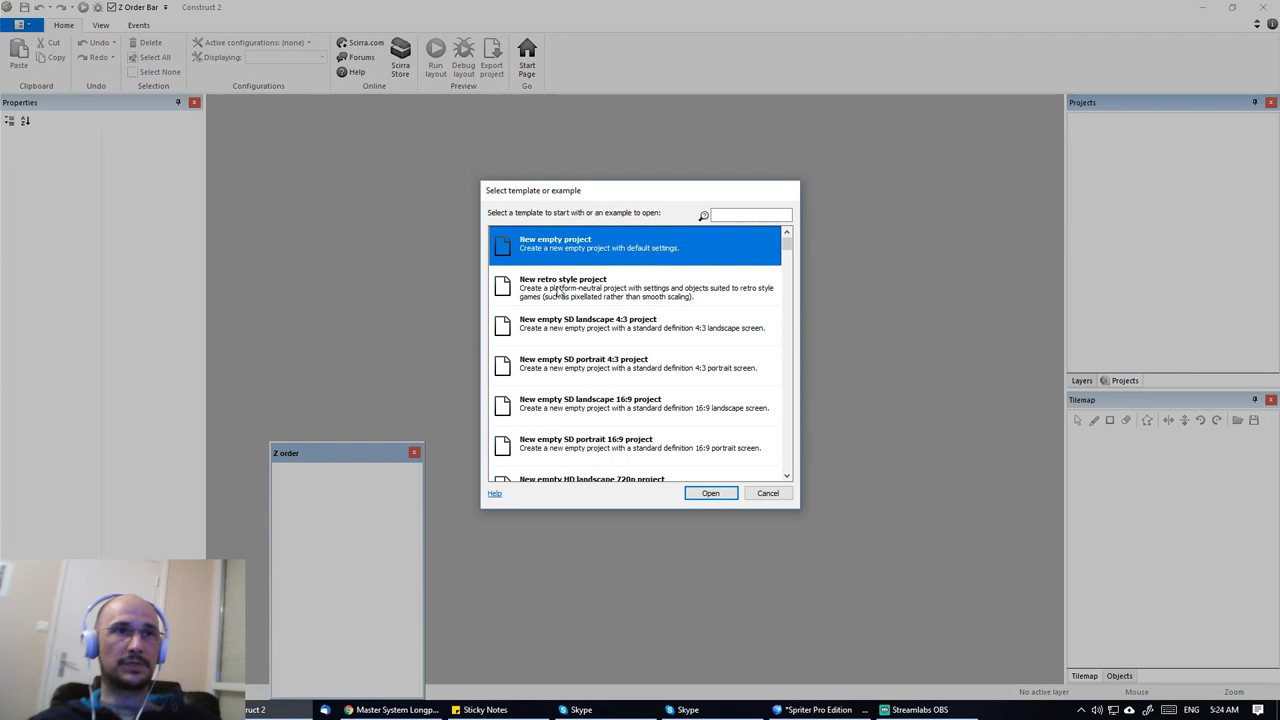 Z Order Bar
Construct 2
Home
View
Events
Paste
Cut
Copy
Clipboard
Undo
Redo
Undo
Delete
Select All
Select None
Selection
Active configurations: (none)
Displaying:
Configurations
Scirra.com
Forums
Help
Scirra
Store
Online
Run
layout
Debug
layout
Export
project
Preview
Start
Page
Go
Properties
Projects
Select template or example
Select a template to start with or an example to open:
New empty project
Create a new empty project with default settings.
New retro style project
Create a platform-neutral project with settings and objects suited to retro style
games (such as pixellated rather than smooth scaling).
New empty SD landscape 4:3 project
Create a new empty project with a standard definition 4:3 landscape screen.
New empty SD portrait 4:3 project
Create a new empty project with a standard definition 4:3 portrait screen.
New empty SD landscape 16:9 project
Create a new empty project with a standard definition 16:9 landscape screen.
New empty SD portrait 16:9 project
Create a new empty project with a standard definition 16:9 portrait screen.
New empty HD landscape 720p project
Help
Open
Cancel
Layers
Projects
Tilemap
Z order
Tilemap
Objects
No active layer
Mouse
Zoom
Master System Longp...
Sticky Notes
Skype
Skype
*Spriter Pro Edition ...
Streamlabs OBS
ENG
5:24 AM